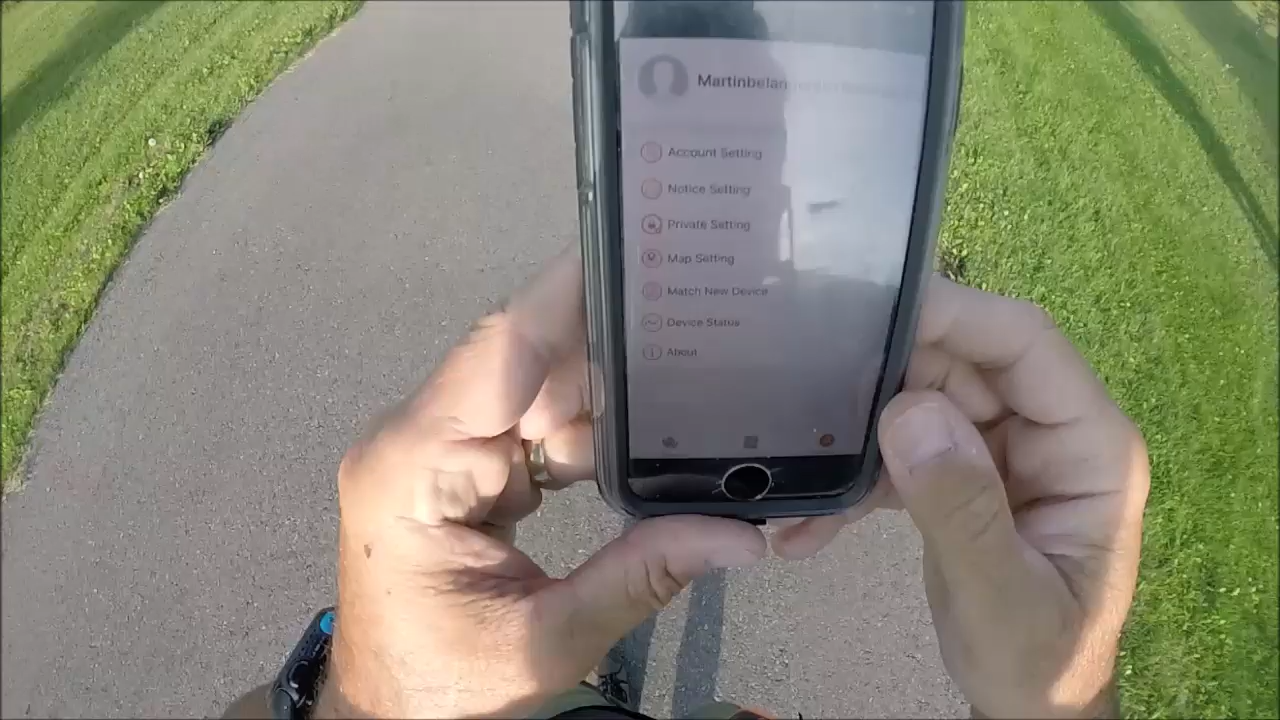 Account Setting
Notice Setting
Private Setting
Map Setting
Match New Device
Device Status
About